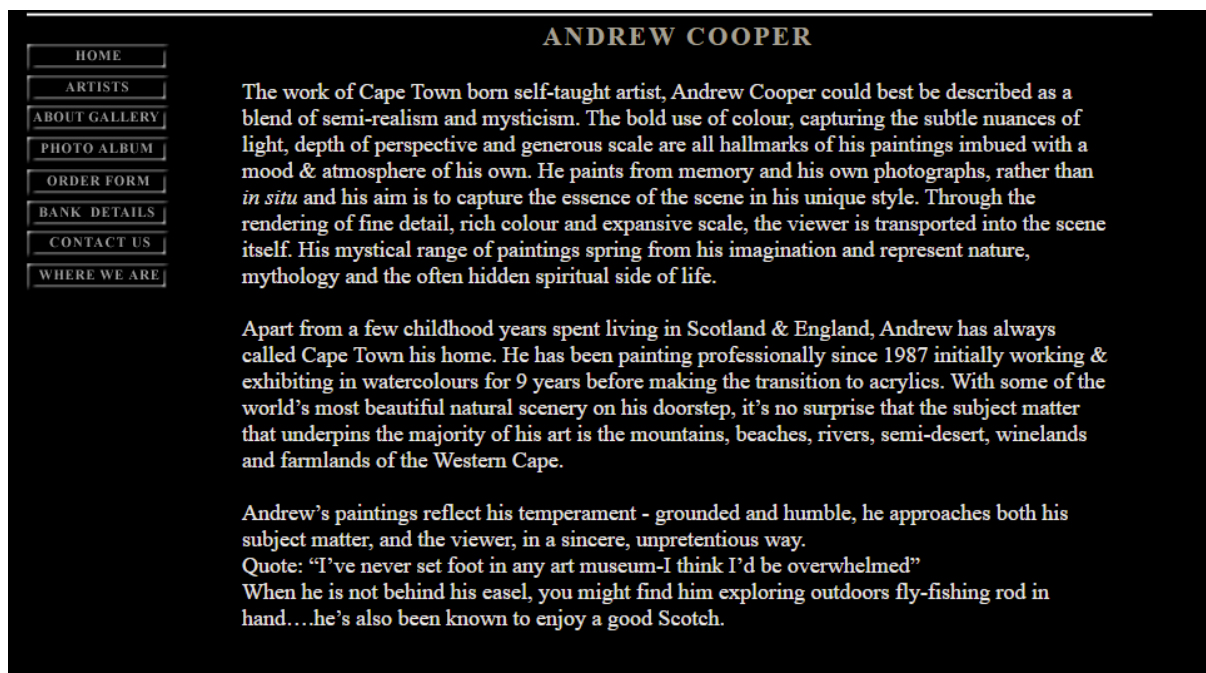 ANDREW COOPER
HOME
ARTISTS
ABOUT GALLERY
PHOTO ALBUM
ORDER FORM
BANK DETAILS
CONTACT US
WHERE WE ARE
The work of Cape Town born self-taught artist, Andrew Cooper could best be described as a
blend of semi-realism and mysticism. The bold use of colour, capturing the subtle nuances of
light, depth of perspective and generous scale are all hallmarks of his paintings imbued with a
mood & atmosphere of his own. He paints from memory and his own photographs, rather than
in situ and his aim is to capture the essence of the scene in his unique style. Through the
rendering of fine detail, rich colour and expansive scale, the viewer is transported into the scene
itself. His mystical range of paintings spring from his imagination and represent nature,
mythology and the often hidden spiritual side of life.
Apart from a few childhood years spent living in Scotland & England, Andrew has always
called Cape Town his home. He has been painting professionally since 1987 initially working &
exhibiting in watercolours for 9 years before making the transition to acrylics. With some of the
world’s most beautiful natural scenery on his doorstep, it’s no surprise that the subject matter
that underpins the majority of his art is the mountains, beaches, rivers, semi-desert, winelands
and farmlands of the Western Cape.
Andrew’s paintings reflect his temperament - grounded and humble, he approaches both his
subject matter, and the viewer, in a sincere, unpretentious way.
Quote: “I’ve never set foot in any art museum-I think I’d be overwhelmed”
When he is not behind his easel, you might find him exploring outdoors fly-fishing rod in
hand….he’s also been known to enjoy a good Scotch.